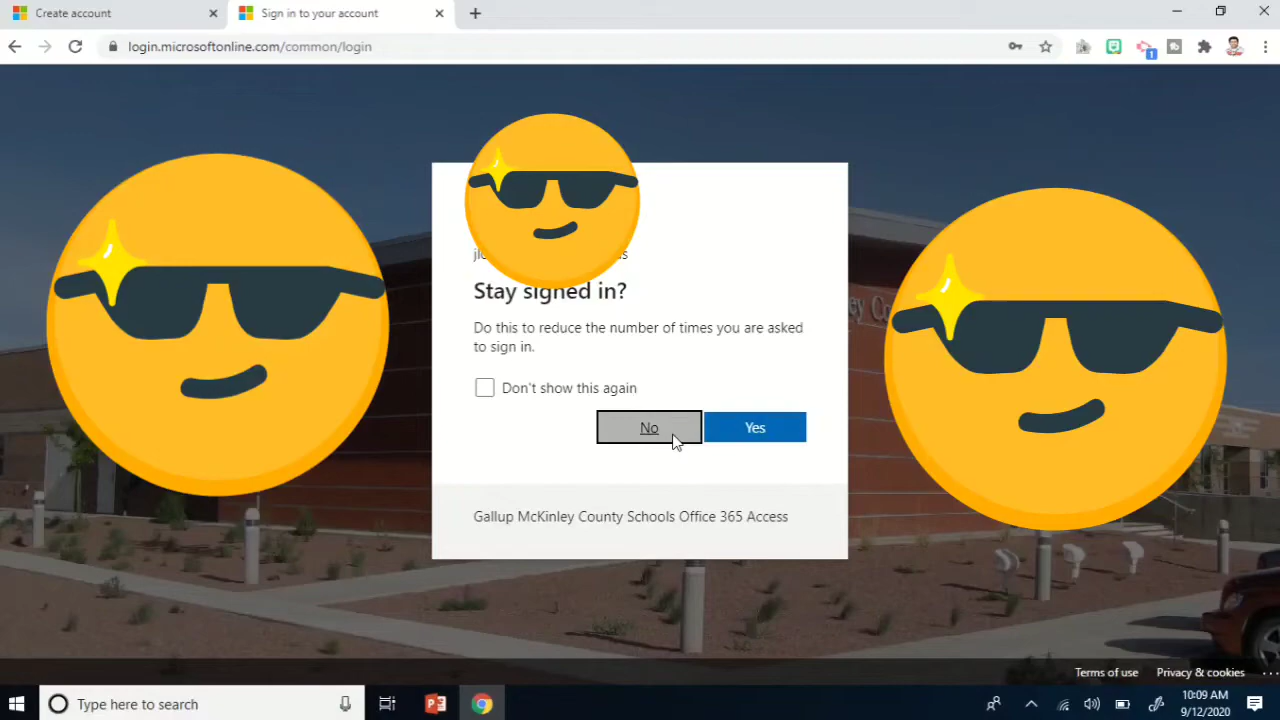 Create account
Sign in to your account
login.microsoftonline.com/common/login
1
Stay signed in?
Do this to reduce the number of times you are asked
to sign in.
Don't show this again
No
Yes
Gallup McKinley County Schools Office 365 Access
Terms of use
Privacy & cookies
Type here to search
10:09 AM
9/12/2020